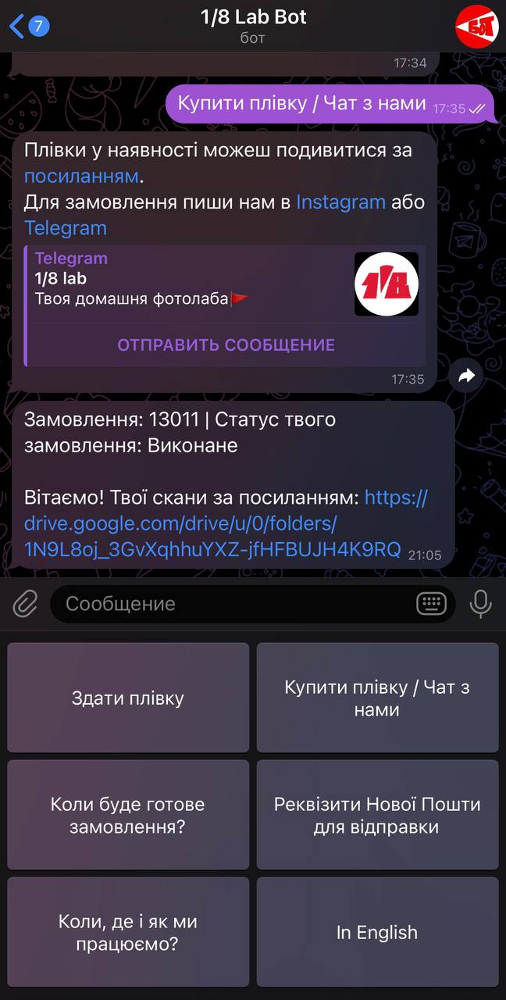 7
1/8 Lab Bot
бот
БОТ
17:34
Купити плівку / Чат з нами 17:35
Плівки у наявності можеш подивитися за
посиланням.
Для замовлення пиши нам в Instagram або
Telegram
Telegram
1/8 lab
Твоя домашня фотолаба🚩
1/8
ОТПРАВИТЬ СООБЩЕНИЕ
17:35
Замовлення: 13011 | Статус твого
замовлення: Виконане
Вітаємо! Твої скани за посиланням: https://
drive.google.com/drive/u/0/folders/
1N9L8oj_3GvXqhhuYXZ-jfHFBUJH4K9RQ 21:05
Сообщение
Здати плівку
Купити плівку / Чат з
нами
Коли буде готове
замовлення?
Реквізити Нової Пошти
для відправки
Коли, де і як ми
працюємо?
In English